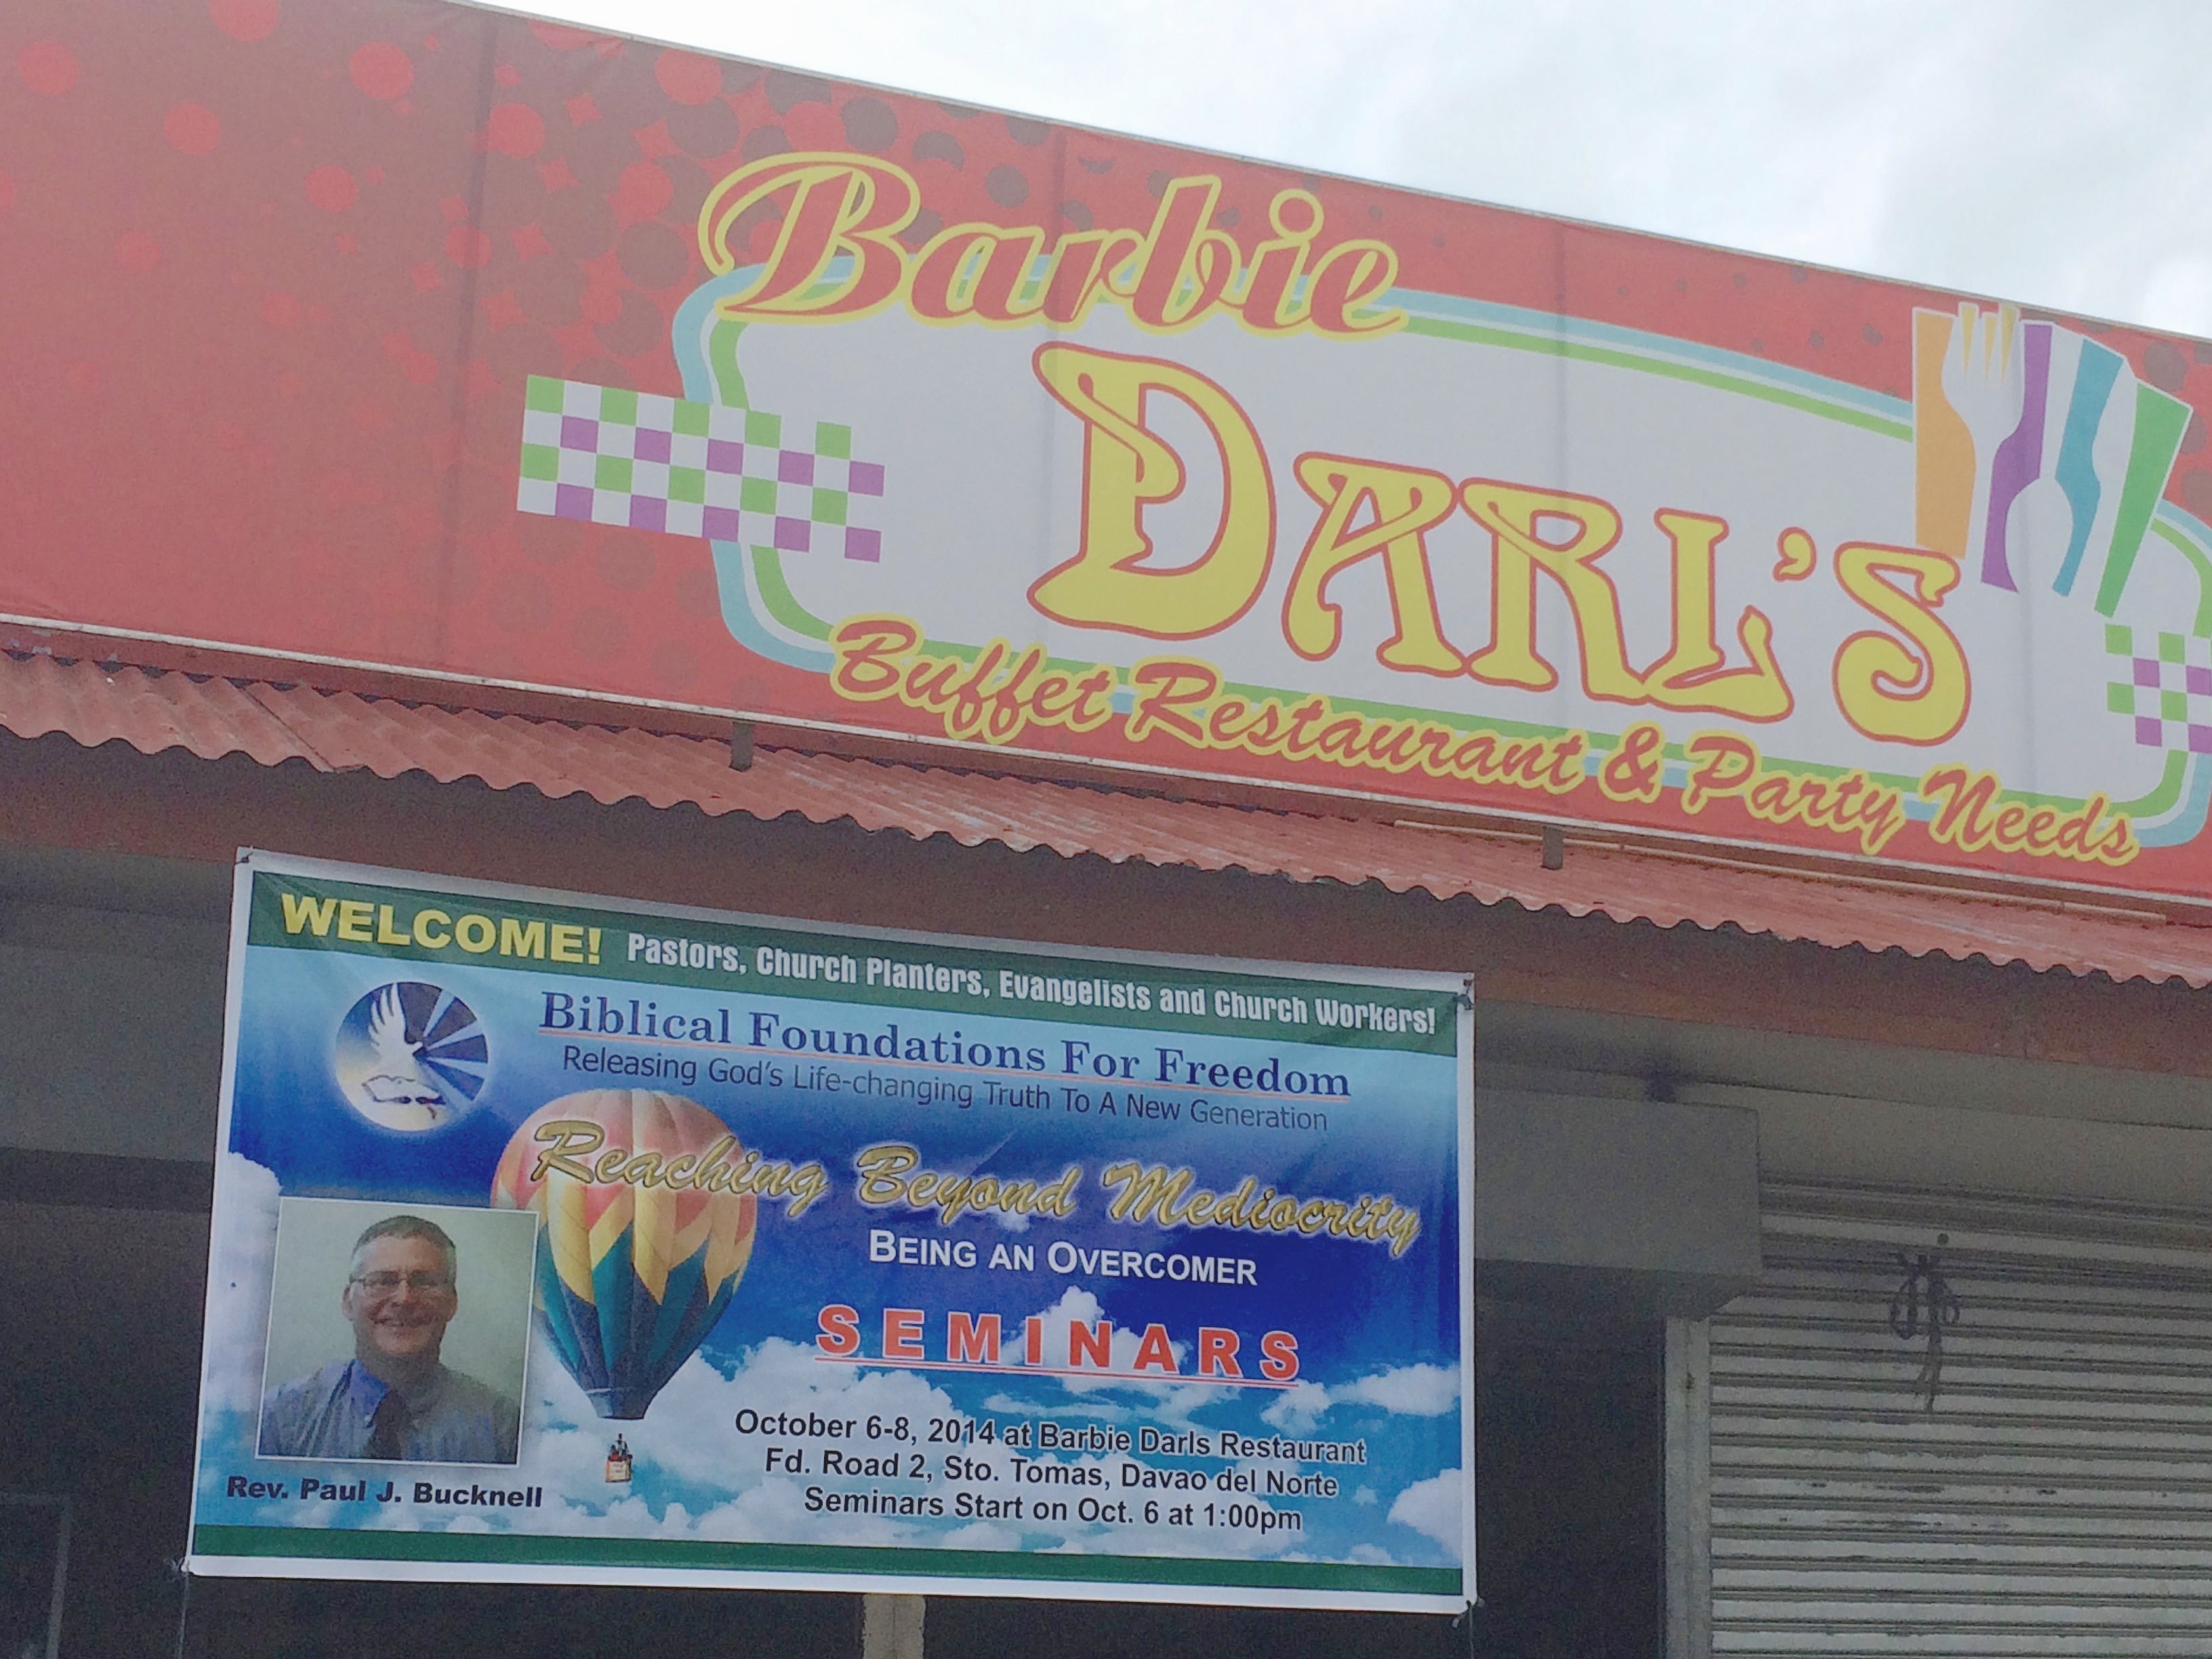 Barbie
DARL'S
Buffet Restaurant & Party Needs
WELCOME! Pastors, Church Planters, Evangelists and Church Workers!
Biblical Foundations For Freedom
Releasing God's Life-changing Truth To A New Generation
Reaching Beyond Mediocrity
BEING AN OVERCOMER
SEMINARS
October 6-8, 2014 at Barbie Darls Restaurant
Fd. Road 2, Sto. Tomas, Davao del Norte
Seminars Start on Oct. 6 at 1:00pm
Rev. Paul J. Bucknell